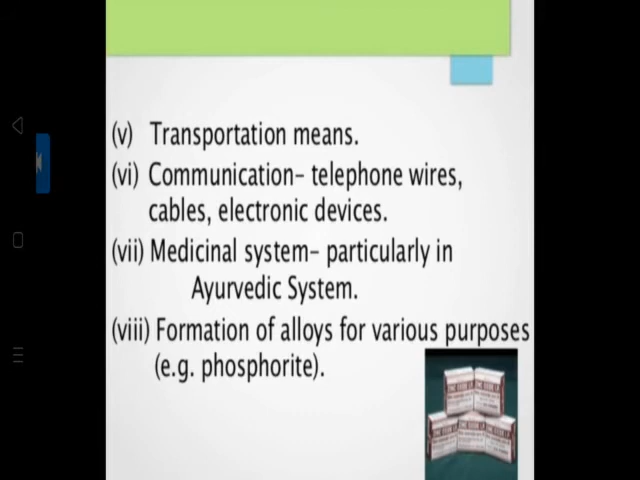 (v) Transportation means.
(vi) Communication– telephone wires,
cables, electronic devices.
(vii) Medicinal system– particularly in
Ayurvedic System.
(viii) Formation of alloys for various purposes
(e.g. phosphorite).